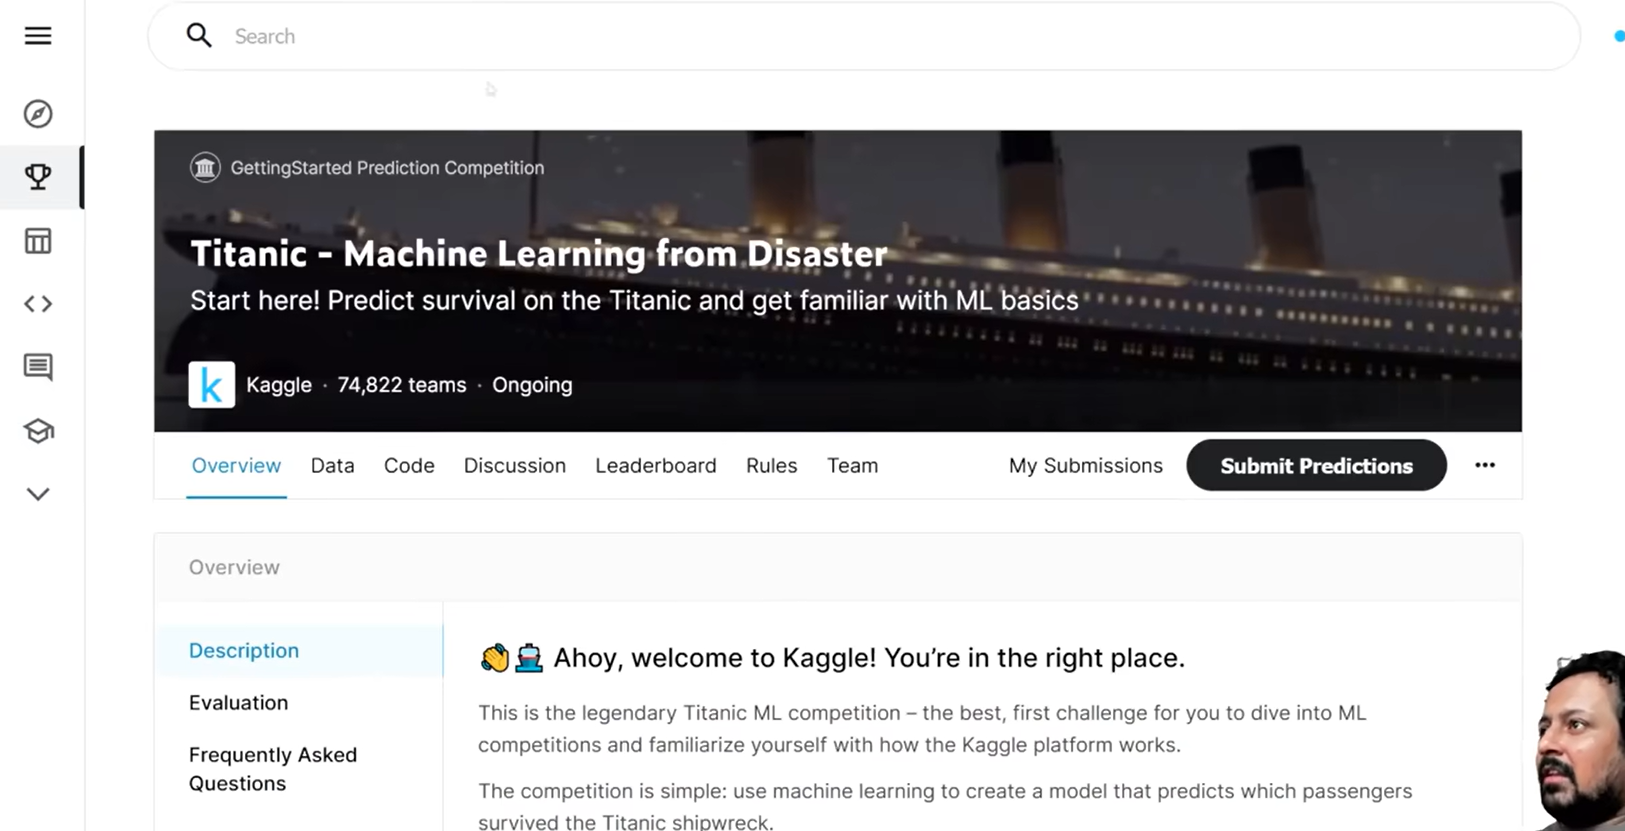 Search
GettingStarted Prediction Competition
Titanic - Machine Learning from Disaster
Start here! Predict survival on the Titanic and get familiar with ML basics
k
Kaggle · 74,822 teams · Ongoing
Overview Data Code Discussion Leaderboard Rules Team My Submissions Submit Predictions
Overview
Description
Evaluation
Frequently Asked
Questions
Ahoy, welcome to Kaggle! You’re in the right place.
This is the legendary Titanic ML competition – the best, first challenge for you to dive into ML
competitions and familiarize yourself with how the Kaggle platform works.
The competition is simple: use machine learning to create a model that predicts which passengers
survived the Titanic shipwreck.